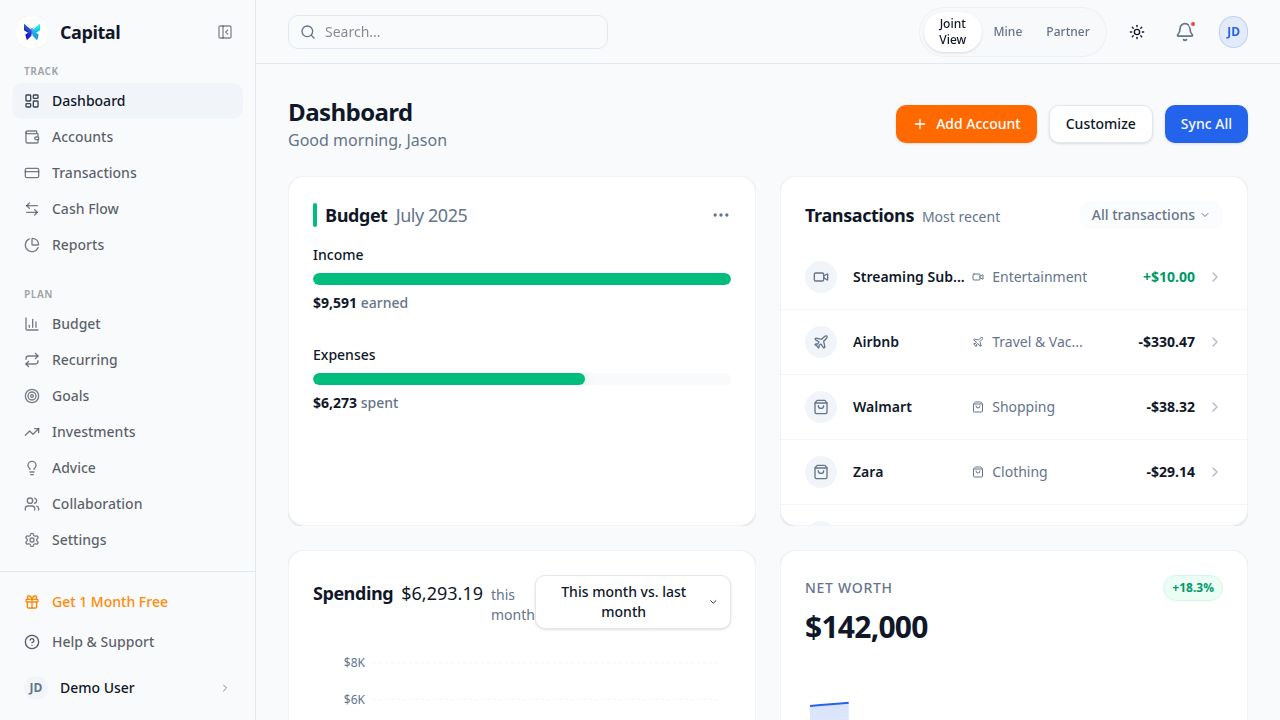 Capital
TRACK
Dashboard
Accounts
Transactions
Cash Flow
Reports
PLAN
Budget
Recurring
Goals
Investments
Advice
Collaboration
Settings
Get 1 Month Free
Help & Support
JD Demo User
Search...
Joint
View
Mine
Partner
JD
Dashboard
Good morning, Jason
Add Account
Customize
Sync All
Budget July 2025
Income
$9,591 earned
Expenses
$6,273 spent
Transactions Most recent
All transactions
Streaming Sub... Entertainment +$10.00
Airbnb Travel & Vac... -$330.47
Walmart Shopping -$38.32
Zara Clothing -$29.14
Spending $6,293.19 this
month
This month vs. last
month
$8K
$6K
NET WORTH
+18.3%
$142,000